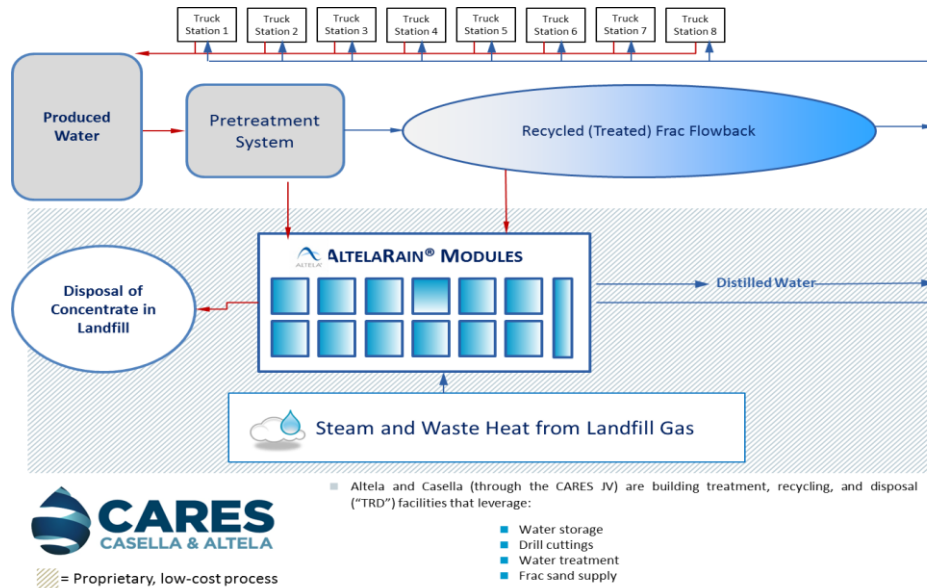 Truck
Station 1
Truck
Station 2
Truck
Station 3
Truck
Station 4
Truck
Station 5
Truck
Station 6
Truck
Station 7
Truck
Station 8
Produced
Water
Pretreatment
System
Recycled (Treated) Frac Flowback
ALTELA
ALTELARAIN® MODULES
Disposal of
Concentrate in
Landfill
Distilled Water
Steam and Waste Heat from Landfill Gas
CARES
CASELLA & ALTELA
= Proprietary, low-cost process
Altela and Casella (through the CARES JV) are building treatment, recycling, and disposal
(“TRD”) facilities that leverage:
Water storage
Drill cuttings
Water treatment
Frac sand supply